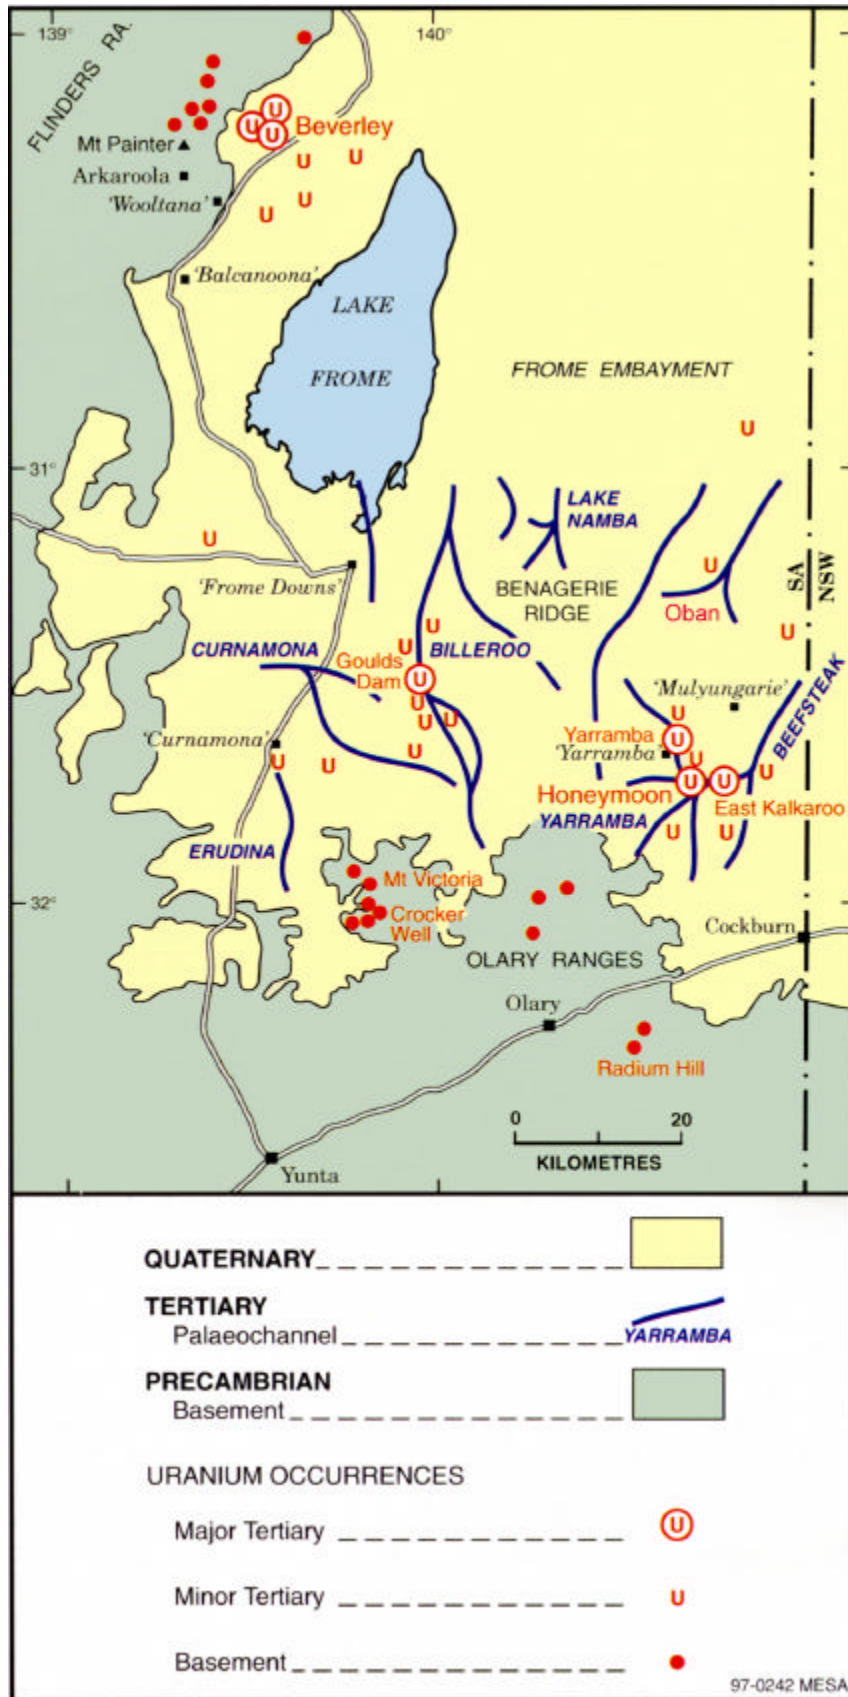 139°
140°
FLINDERS RA.
Beverley
Mt Painter
Arkaroola
'Wooltana'
'Balcanoona'
LAKE
FROME
FROME EMBAYMENT
31°
LAKE
NAMBA
SA
NSW
'Frome Downs'
BENAGERIE
RIDGE
Oban
CURNAMONA
Goulds
Dam
BILLEROO
'Mulyungarie'
BEEFSTEAK
Yarramba
'Yarramba'
'Curnamona'
Honeymoon
East Kalkaroo
YARRAMBA
ERUDINA
Mt Victoria
32°
Crocker
Well
Cockburn
OLARY RANGES
Olary
Radium Hill
0 20
KILOMETRES
Yunta
QUATERNARY
TERTIARY
Palaeochannel YARRAMBA
PRECAMBRIAN
Basement
URANIUM OCCURRENCES
Major Tertiary U
Minor Tertiary U
Basement
97-0242 MESA